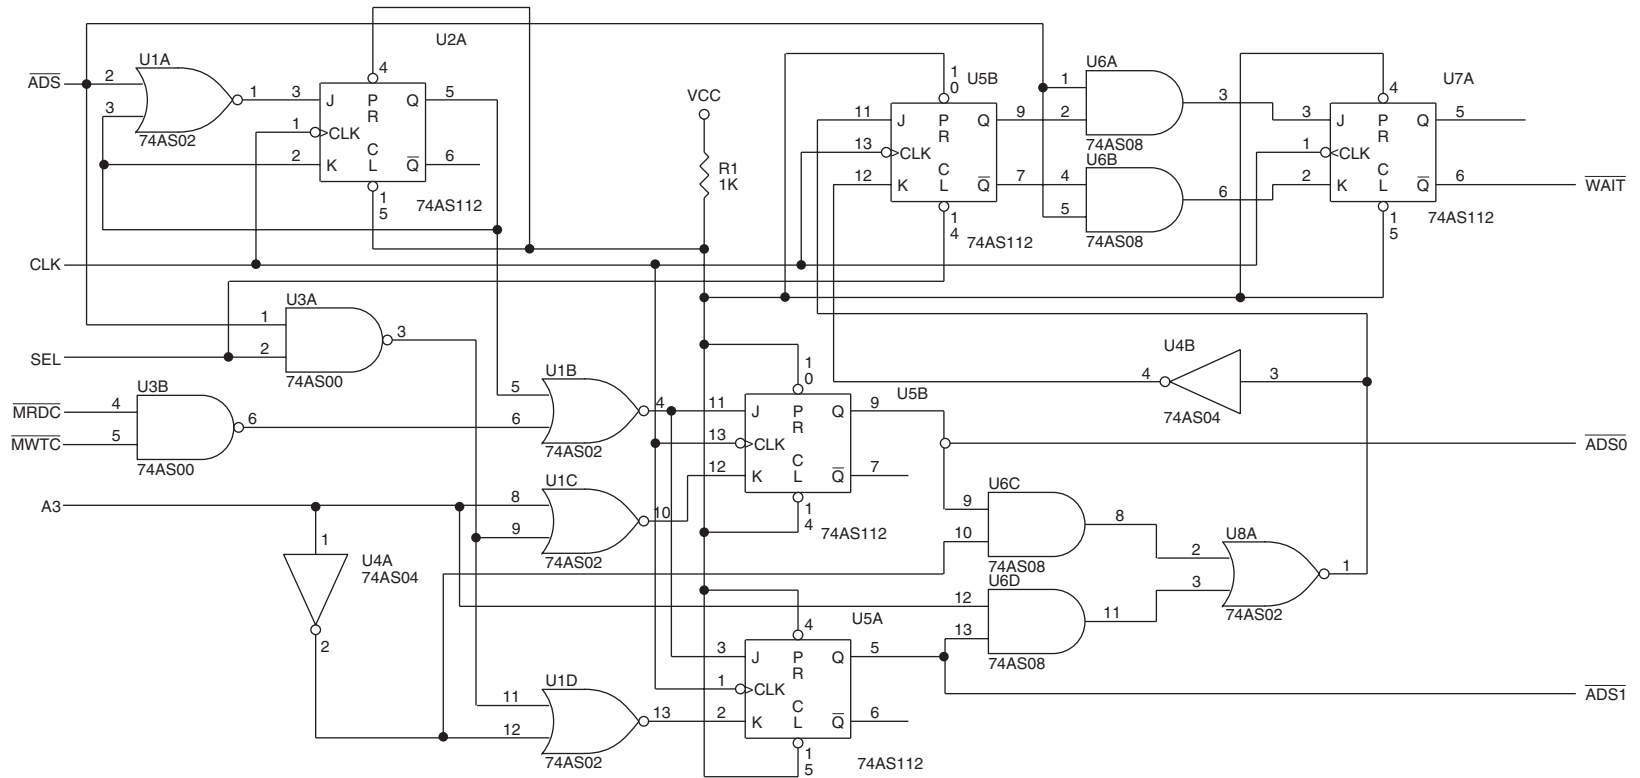 U2A
4
U1A
ADS
2
3
1
3
J
P
R
Q
5
1
CLK
2
K
C
L
Q
6
74AS02
1
5
74AS112
VCC
R1
1K
CLK
1
0
U5B
11
J
P
R
Q
9
13
CLK
12
K
C
L
Q
7
1
4
74AS112
U6A
1
2
3
74AS08
U6B
4
5
6
74AS08
U7A
4
3
J
P
R
Q
5
1
CLK
2
K
C
L
Q
6
1
5
74AS112
WAIT
U3A
1
2
3
SEL
74AS00
U3B
MRDC
4
MWTC
5
6
74AS00
U1B
5
6
4
74AS02
1
0
U5B
11
J
P
R
Q
9
13
CLK
12
K
C
L
Q
7
1
4
74AS112
U4B
4
3
74AS04
ADS0
A3
1
U4A
74AS04
2
U1C
8
9
10
74AS02
U6C
9
10
8
74AS08
U6D
12
13
11
74AS08
U8A
2
3
1
74AS02
U5A
4
3
J
P
R
Q
5
1
CLK
2
K
C
L
Q
6
1
5
74AS112
U1D
11
12
13
74AS02
ADS1